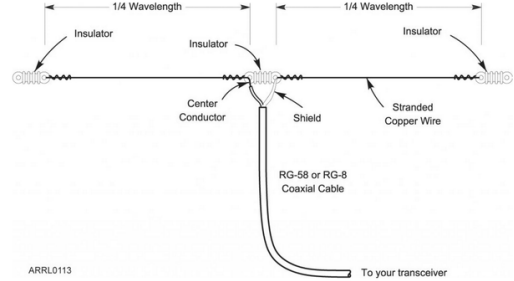 1/4 Wavelength
1/4 Wavelength
Insulator
Insulator
Insulator
Center
Conductor
Shield
Stranded
Copper Wire
RG-58 or RG-8
Coaxial Cable
ARRL0113
To your transceiver